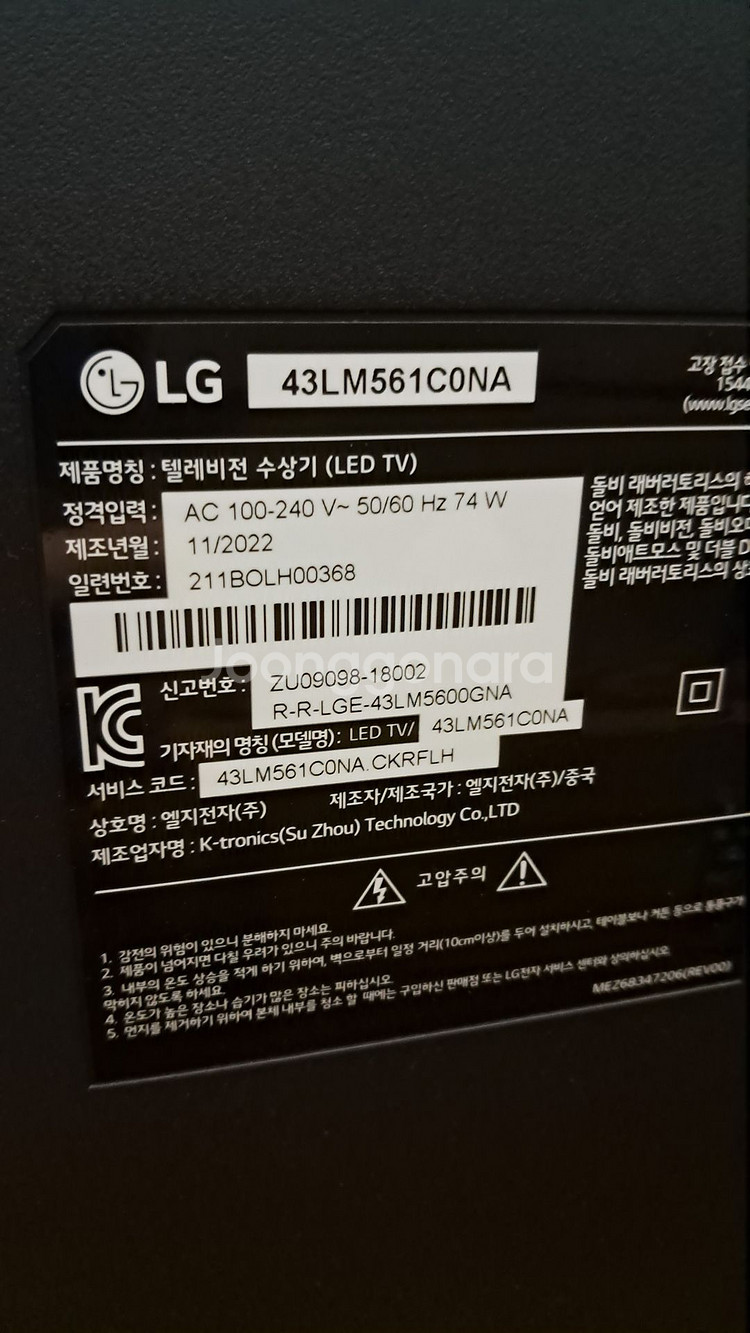 LG 43LM561C0NA
고장 접수
1544
(www.lgse
제품명칭 : 텔레비전 수상기 (LED TV)
정격입력 : AC 100-240 V~ 50/60 Hz 74 W
제조년월 : 11/2022
일련번호 : 211BOLH00368
돌비 래버러토리스의
얻어 제조한 제품입니다
돌비, 돌비비전, 돌비오
돌비애트모스 및 더블 D
돌비 래버러토리스의 상
Joonggonara
신고번호 : ZU09098-18002
R-R-LGE-43LM5600GNA
기자재의 명칭(모델명) : LED TV/ 43LM561C0NA
서비스 코드 : 43LM561C0NA.CKRFLH
상호명 : 엘지전자(주)
제조자/제조국가 : 엘지전자(주)/중국
제조업자명 : K-tronics(Su Zhou) Technology Co.,LTD
고압주의
1. 감전의 위험이 있으니 분해하지 마세요.
2. 제품이 넘어지면 다칠 우려가 있으니 주의 바랍니다.
3. 내부의 온도 상승을 적게 하기 위하여, 벽으로부터 일정 거리(10cm이상)를 두어 설치하시고, 테이블보나 커튼 등으로 통풍구가
막히지 않도록 하세요.
4. 온도가 높은 장소나 습기가 많은 장소는 피하십시오.
5. 먼지를 제거하기 위하여 본체 내부를 청소 할 때에는 구입하신 판매점 또는 LG전자 서비스 센터와 상의하십시오.
MEZ68347206(REV00)